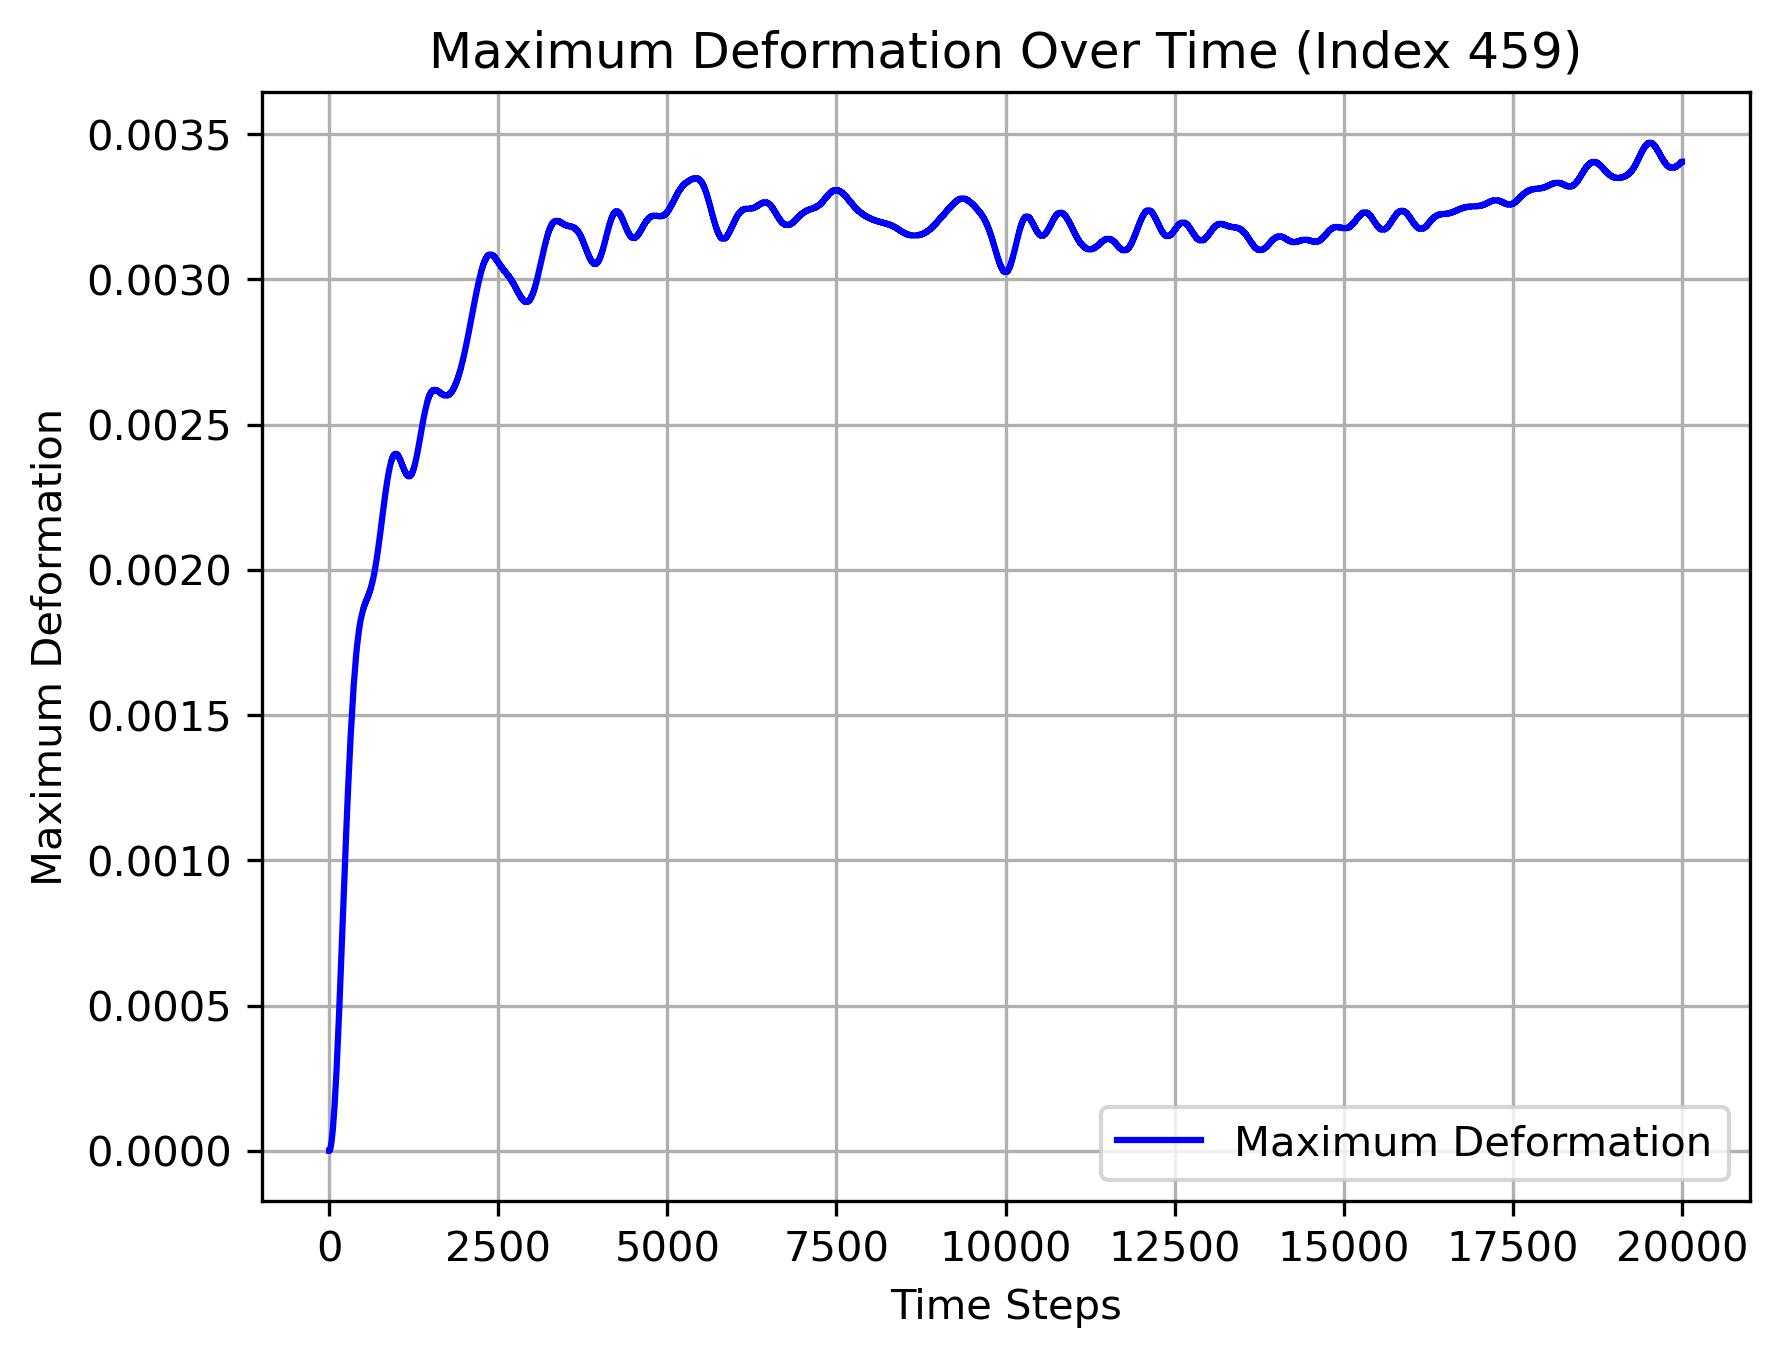 Maximum Deformation Over Time (Index 459)
Maximum Deformation
0.0035
0.0030
0.0025
0.0020
0.0015
0.0010
0.0005
0.0000
Maximum Deformation
0 2500 5000 7500 10000 12500 15000 17500 20000
Time Steps